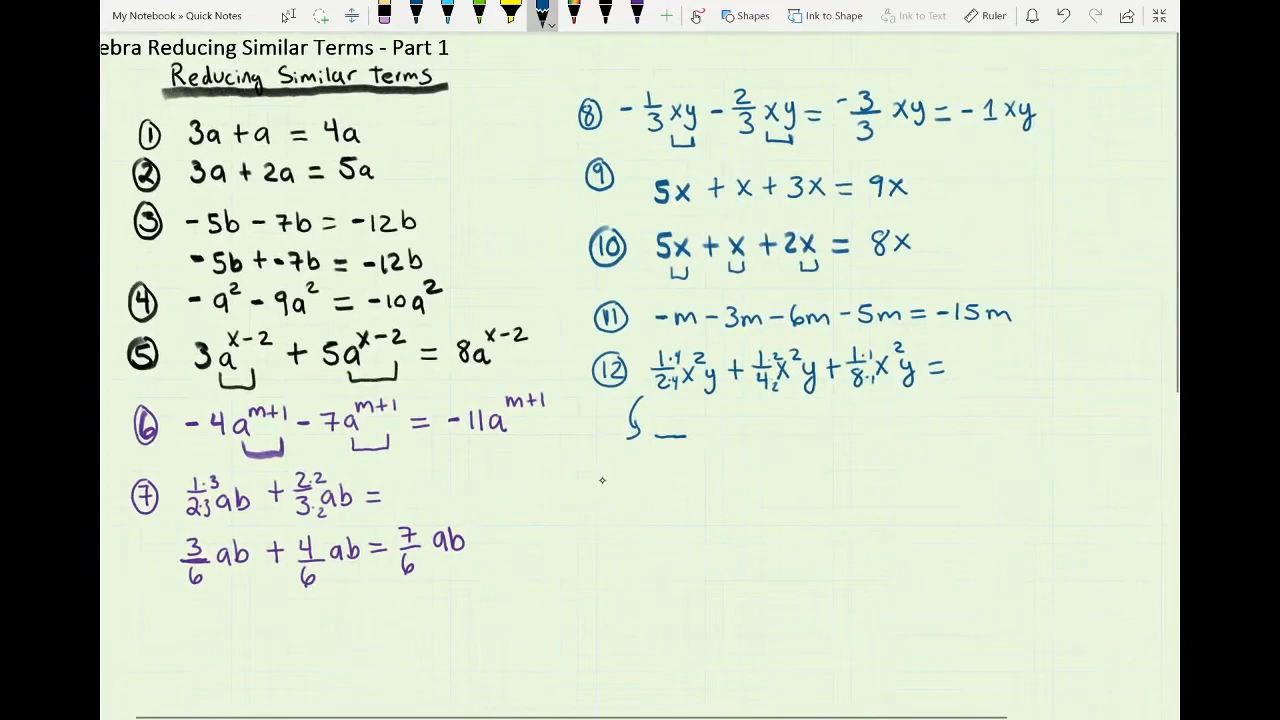 My Notebook » Quick Notes
Shapes
Ink to Shape
Ink to Text
Ruler
ebra Reducing Similar Terms - Part 1
Reducing Similar terms
① 3a + a = 4a
② 3a + 2a = 5a
③ - 5b - 7b = -12b
- 5b + -7b = -12b
④ - a² - 9a² = -10a²
⑤ 3a^(x-2) + 5a^(x-2) = 8a^(x-2)
⑥ - 4a^(m+1) - 7a^(m+1) = -11a^(m+1)
⑦ (1·3)/(2·3) ab + (2·2)/(3·2) ab =
3/6 ab + 4/6 ab = 7/6 ab
⑧ - 1/3 xy - 2/3 xy = -3/3 xy = - 1xy
⑨ 5x + x + 3x = 9x
⑩ 5x + x + 2x = 8x
⑪ -m - 3m - 6m - 5m = -15m
⑫ (1·4)/(2·4) x²y + (1·2)/(4·2) x²y + (1·1)/(8·1) x²y =